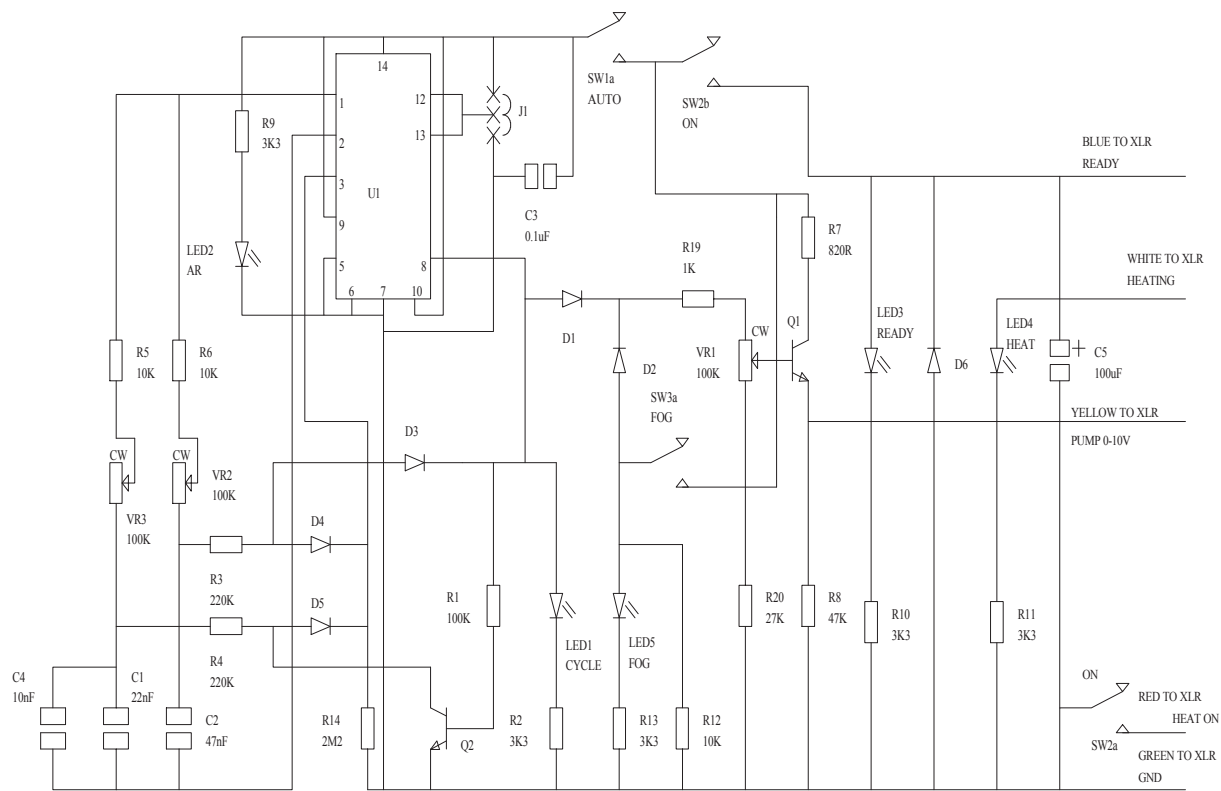 14
1
2
3
9
5
6
7
10
12
13
8
U1
J1
R9
3K3
LED2
AR
C3
0.1uF
SW1a
AUTO
SW2b
ON
BLUE TO XLR
READY
R7
820R
R19
1K
WHITE TO XLR
HEATING
R5
10K
R6
10K
D1
D2
VR1
100K
CW
Q1
LED3
READY
D6
LED4
HEAT
C5
100uF
SW3a
FOG
YELLOW TO XLR
PUMP 0-10V
D3
CW
CW
VR2
100K
VR3
100K
D4
R3
220K
D5
R4
220K
R1
100K
LED1
CYCLE
LED5
FOG
R20
27K
R8
47K
R10
3K3
R11
3K3
C4
10nF
C1
22nF
C2
47nF
R14
2M2
Q2
R2
3K3
R13
3K3
R12
10K
ON
RED TO XLR
HEAT ON
SW2a
GREEN TO XLR
GND